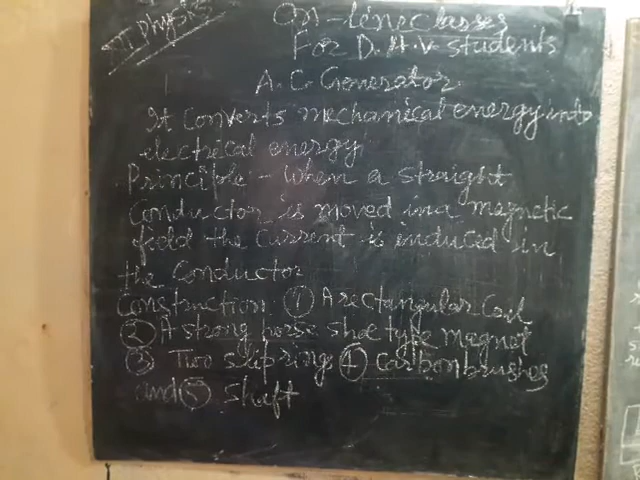 On-line classes
For D.A.V. students
Physics
A.C. Generator
It converts mechanical energy into
electrical energy
Principle - When a straight
Conductor is moved in a magnetic
field the current is induced in
the Conductor
Construction ① A rectangular Coil
② A strong horse shoe type magnet
③ Two slip rings ④ carbon brushes
and ⑤ shaft